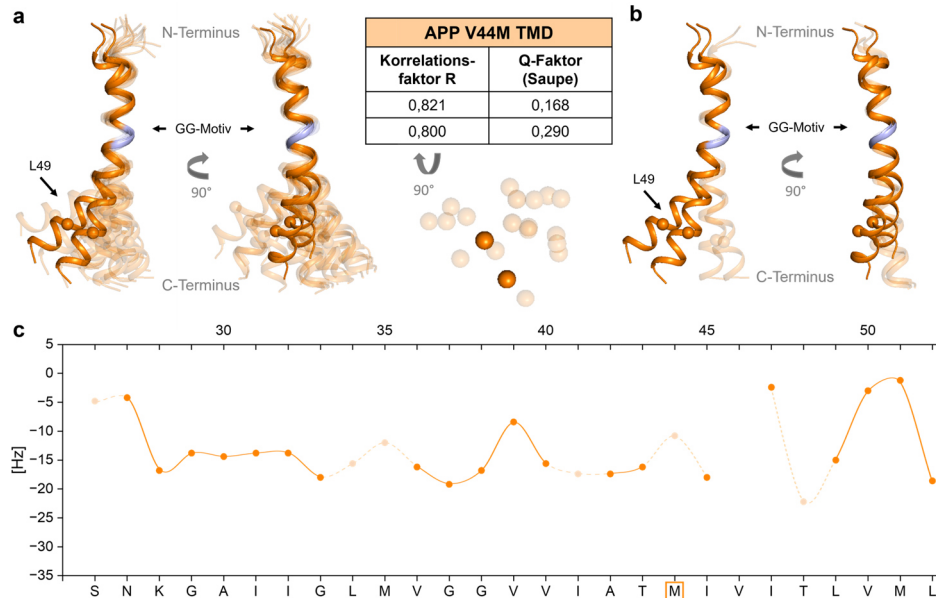 a
N-Terminus
GG-Motiv
90°
L49
C-Terminus
APP V44M TMD
Korrelations-
faktor R
Q-Faktor
(Saupe)
0,821 0,168
0,800 0,290
90°
b
N-Terminus
GG-Motiv
90°
L49
C-Terminus
c
30 35 40 45 50
[Hz]
5
0
−5
−10
−15
−20
−25
−30
−35
S N K G A I I G L M V G G V V I A T M I V I T L V M L